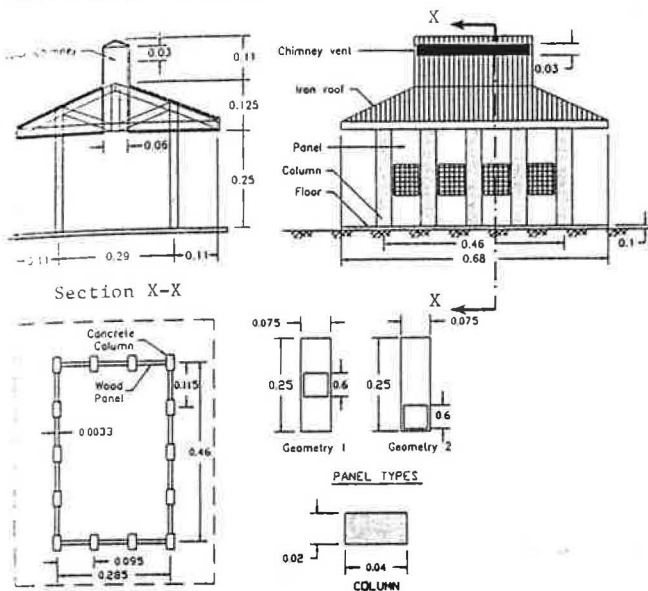 X
Chimney vent
0.03
0.11
0.03
Iron roof
0.125
Panel
0.06
Column
0.25
Floor
0.46
0.1
0.11
0.29
0.11
0.68
X
Section X-X
Concrete
Column
0.075
0.075
Wood
Panel
0.115
0.25
0.6
0.25
0.6
0.0033
0.46
Geometry 1
Geometry 2
PANEL TYPES
0.095
0.285
0.02
0.04
COLUMN